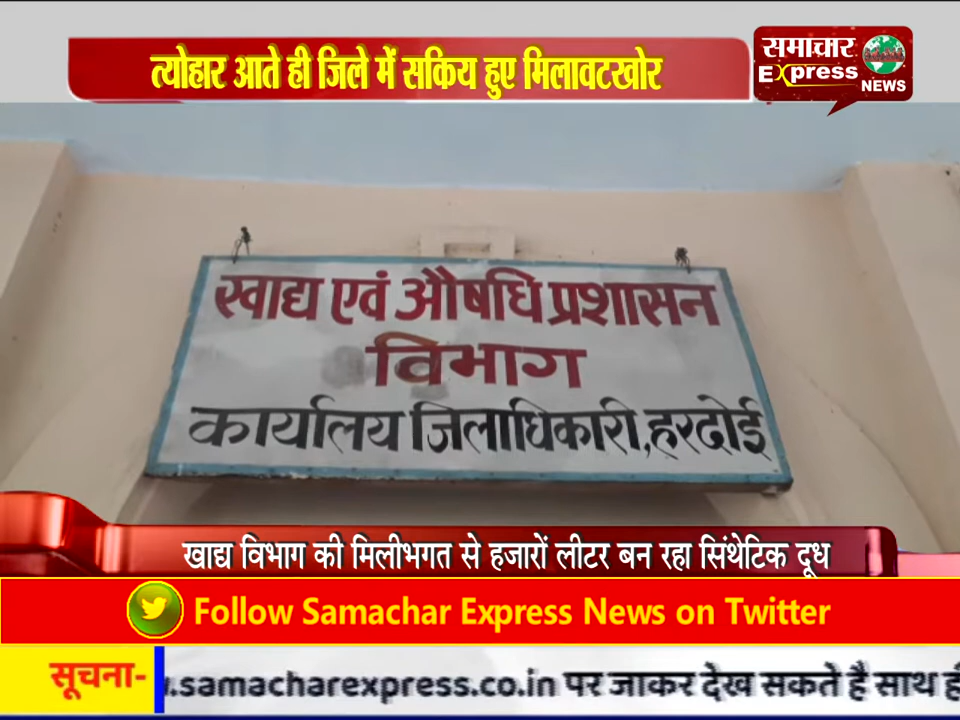 त्योहार आते ही जिले में सकिय हुए मिलावटखोर
समाचार
Express
NEWS
खाद्य एवं औषधि प्रशासन
विभाग
कार्यालय जिलाधिकारी,हरदोई
खाद्य विभाग की मिलीभगत से हजारों लीटर बन रहा सिंथेटिक दूध
Follow Samachar Express News on Twitter
सूचना- .samacharexpress.co.in पर जाकर देख सकते है साथ ही